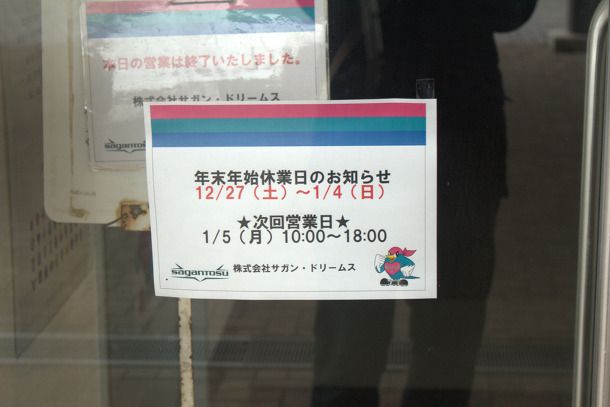 本日の営業は終了いたしました。
株式会社サガン・ドリームス
sagantosu
年末年始休業日のお知らせ
12/27（土）～1/4（日）
★次回営業日★
1/5（月）10:00～18:00
sagantosu 株式会社サガン・ドリームス